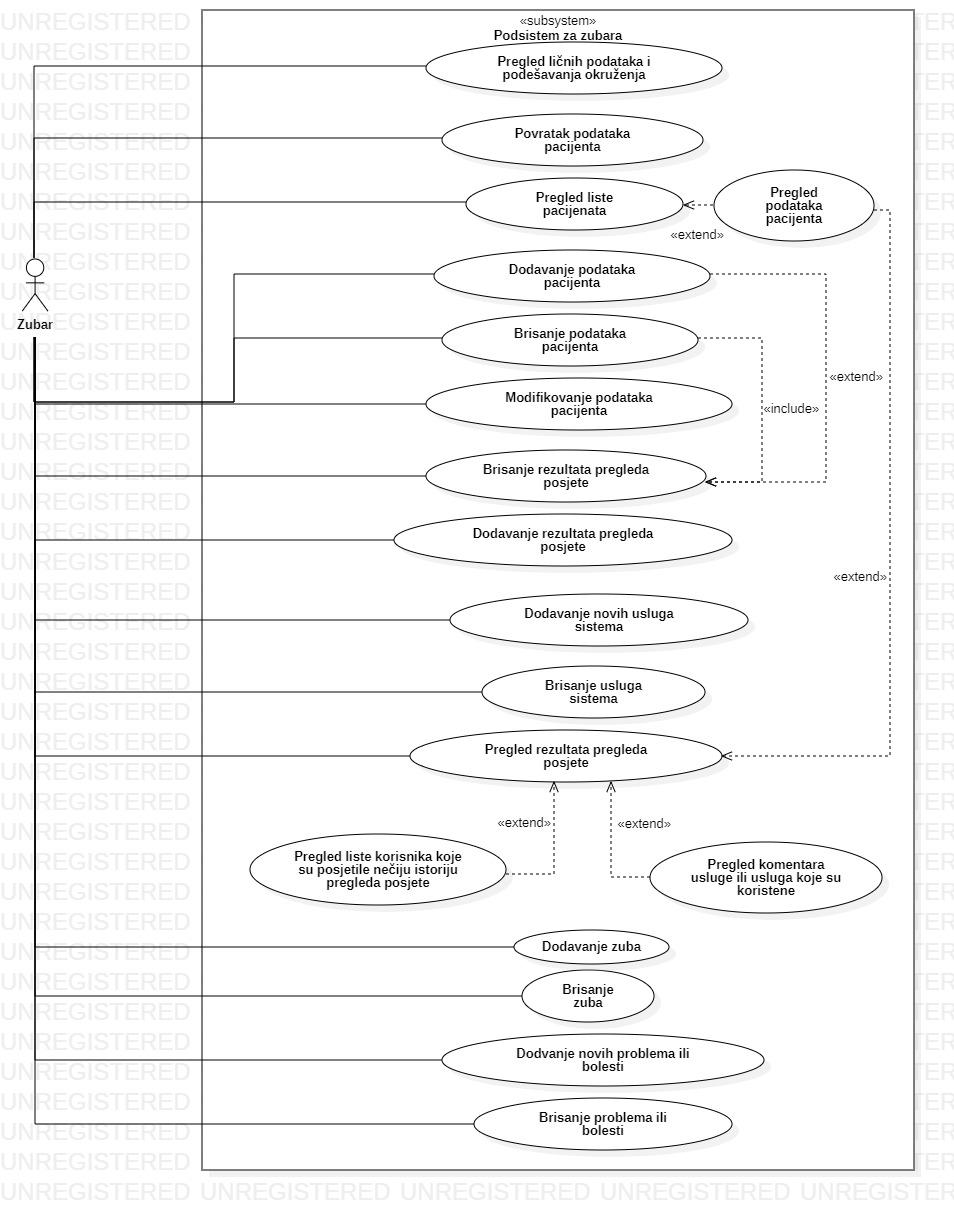 «subsystem»
Podsistem za zubara
Pregled ličnih podataka i
podešavanja okruženja
Povratak podataka
pacijenta
Pregled liste
pacijenata
Pregled
podataka
pacijenta
«extend»
Zubar
Dodavanje podataka
pacijenta
Brisanje podataka
pacijenta
«extend»
Modifikovanje podataka
pacijenta
«include»
Brisanje rezultata pregleda
posjete
Dodavanje rezultata pregleda
posjete
«extend»
Dodavanje novih usluga
sistema
Brisanje usluga
sistema
Pregled rezultata pregleda
posjete
«extend»
«extend»
Pregled liste korisnika koje
su posjetile nečiju istoriju
pregleda posjete
Pregled komentara
usluge ili usluga koje su
koristene
Dodavanje zuba
Brisanje
zuba
Dodvanje novih problema ili
bolesti
Brisanje problema ili
bolesti
UNREGISTERED UNREGISTERED UNREGISTERED UNREGISTERED UNREGISTER